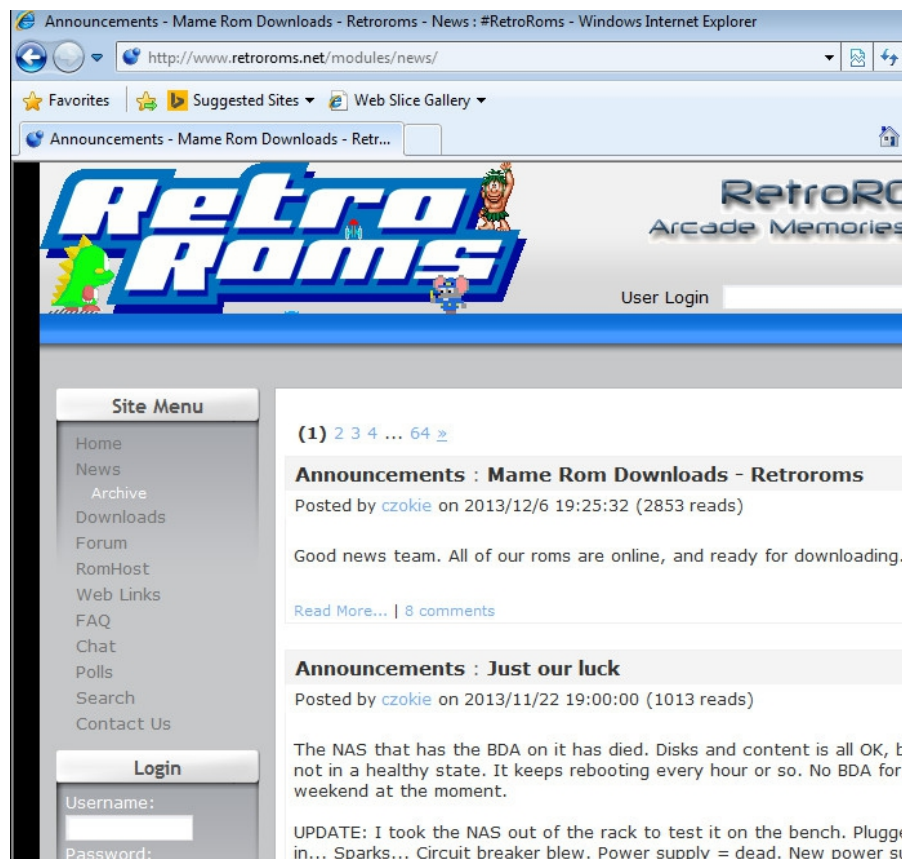 Announcements - Mame Rom Downloads - Retroroms - News : #RetroRoms - Windows Internet Explorer
http://www.retroroms.net/modules/news/
Favorites Suggested Sites Web Slice Gallery
Announcements - Mame Rom Downloads - Retr...
Retro
Roms
RetroRO
Arcade Memories
User Login
Site Menu
Home
News
Archive
Downloads
Forum
RomHost
Web Links
FAQ
Chat
Polls
Search
Contact Us
Login
Username:
Password:
(1) 2 3 4 ... 64 »
Announcements : Mame Rom Downloads - Retroroms
Posted by czokie on 2013/12/6 19:25:32 (2853 reads)
Good news team. All of our roms are online, and ready for downloading.
Read More... | 8 comments
Announcements : Just our luck
Posted by czokie on 2013/11/22 19:00:00 (1013 reads)
The NAS that has the BDA on it has died. Disks and content is all OK, b
not in a healthy state. It keeps rebooting every hour or so. No BDA for
weekend at the moment.
UPDATE: I took the NAS out of the rack to test it on the bench. Plugge
in... Sparks... Circuit breaker blew. Power supply = dead. New power su